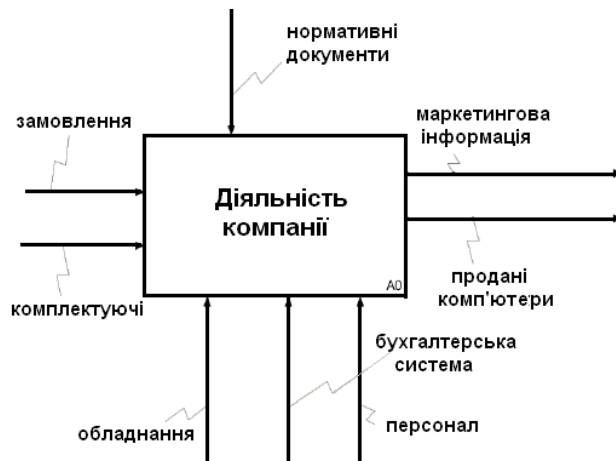 нормативні
документи
замовлення
маркетингова
інформація
Діяльність
компанії
A0
комплектуючі
продані
комп'ютери
бухгалтерська
система
обладнання
персонал